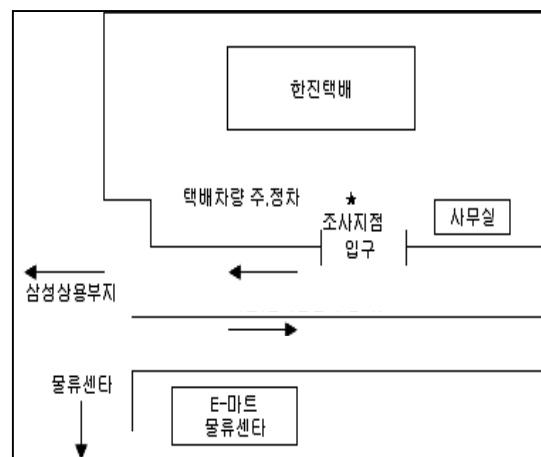 한진택배
택배차량 주,정차
★
조사지점
입구
사무실
삼성상용부지
물류센타
E-마트
물류센타